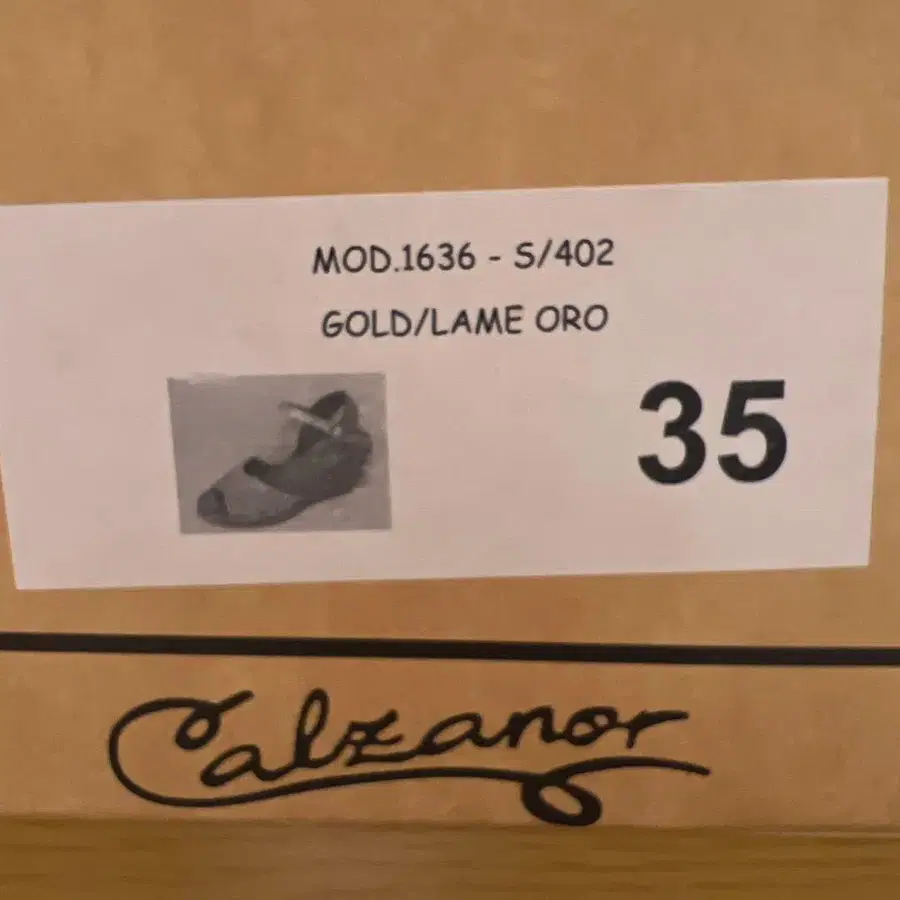 MOD.1636 - S/402
GOLD/LAME ORO
35
Calzanor